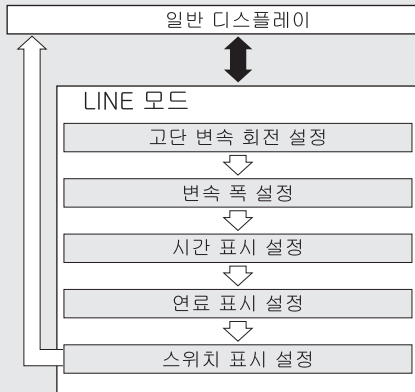 일반 디스플레이
LINE 모드
고단 변속 회전 설정
변속 폭 설정
시간 표시 설정
연료 표시 설정
스위치 표시 설정